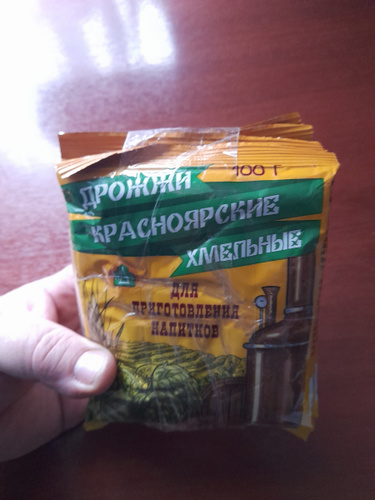 100 Г
ДРОЖЖИ
КРАСНОЯРСКИЕ
ХМЕЛЬНЫЕ
ДЛЯ
ПРИГОТОВЛЕНИЯ
НАПИТКОВ